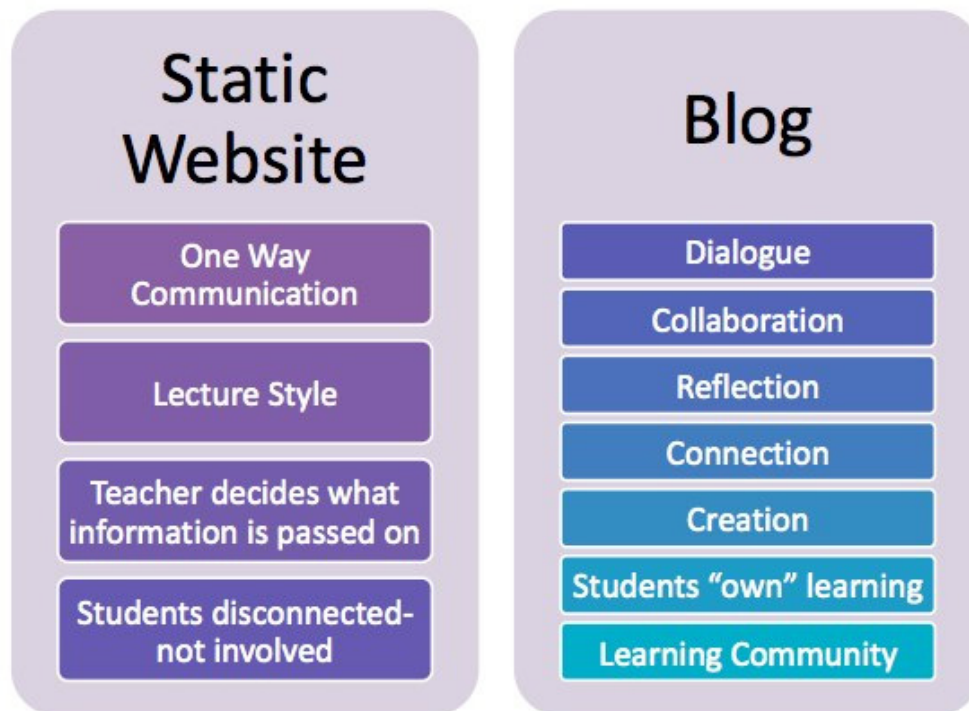 Static
Website
One Way
Communication
Lecture Style
Teacher decides what
information is passed on
Students disconnected-
not involved
Blog
Dialogue
Collaboration
Reflection
Connection
Creation
Students “own” learning
Learning Community